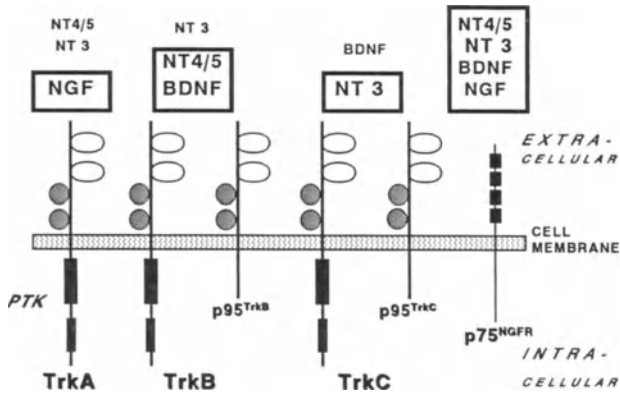 NT4/5
NT 3
NGF
NT 3
NT4/5
BDNF
BDNF
NT 3
NT4/5
NT 3
BDNF
NGF
EXTRA-
CELLULAR
CELL
MEMBRANE
PTK
p95TrkB
p95TrkC
p75NGFR
TrkA
TrkB
TrkC
INTRA-
CELLULAR